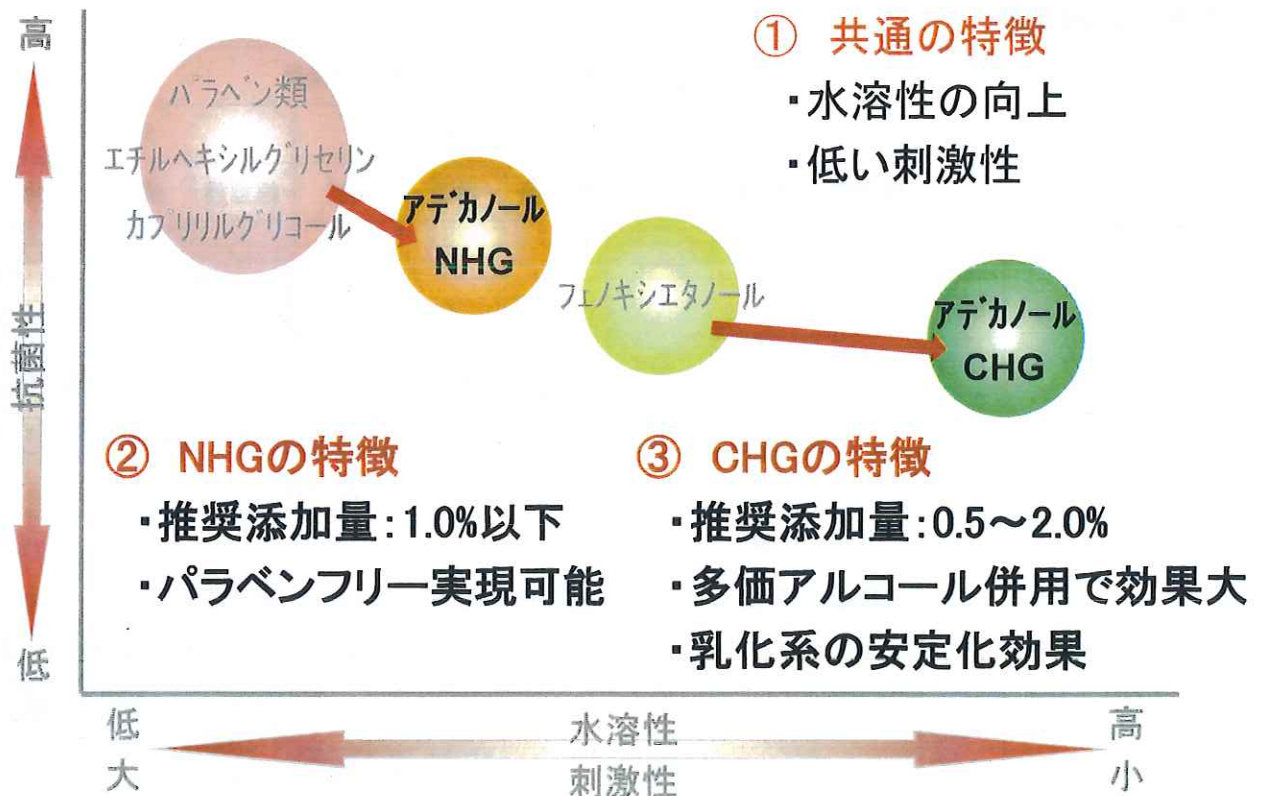 高
抗菌性
低
パラベン類
エチルヘキシルグリセリン
カプリリルグリコール
アデカノール
NHG
フェノキシエタノール
アデカノール
CHG
① 共通の特徴
・水溶性の向上
・低い刺激性
② NHGの特徴
・推奨添加量:1.0%以下
・パラベンフリー実現可能
③ CHGの特徴
・推奨添加量:0.5～2.0%
・多価アルコール併用で効果大
・乳化系の安定化効果
低 水溶性 高
大 刺激性 小